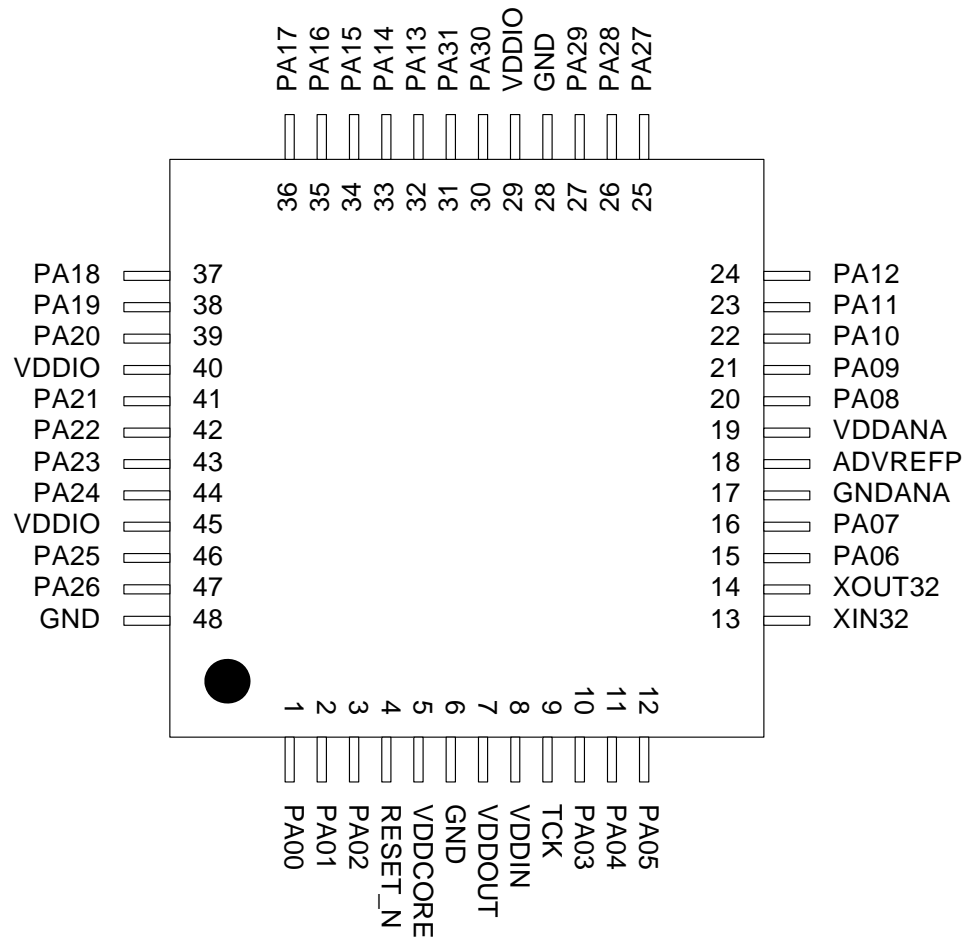 PA17
PA16
PA15
PA14
PA13
PA31
PA30
VDDIO
GND
PA29
PA28
PA27
36
35
34
33
32
31
30
29
28
27
26
25
PA18 37
PA19 38
PA20 39
VDDIO 40
PA21 41
PA22 42
PA23 43
PA24 44
VDDIO 45
PA25 46
PA26 47
GND 48
24 PA12
23 PA11
22 PA10
21 PA09
20 PA08
19 VDDANA
18 ADVREFP
17 GNDANA
16 PA07
15 PA06
14 XOUT32
13 XIN32
1
2
3
4
5
6
7
8
9
10
11
12
PA00
PA01
PA02
RESET_N
VDDCORE
GND
VDDOUT
VDDIN
TCK
PA03
PA04
PA05